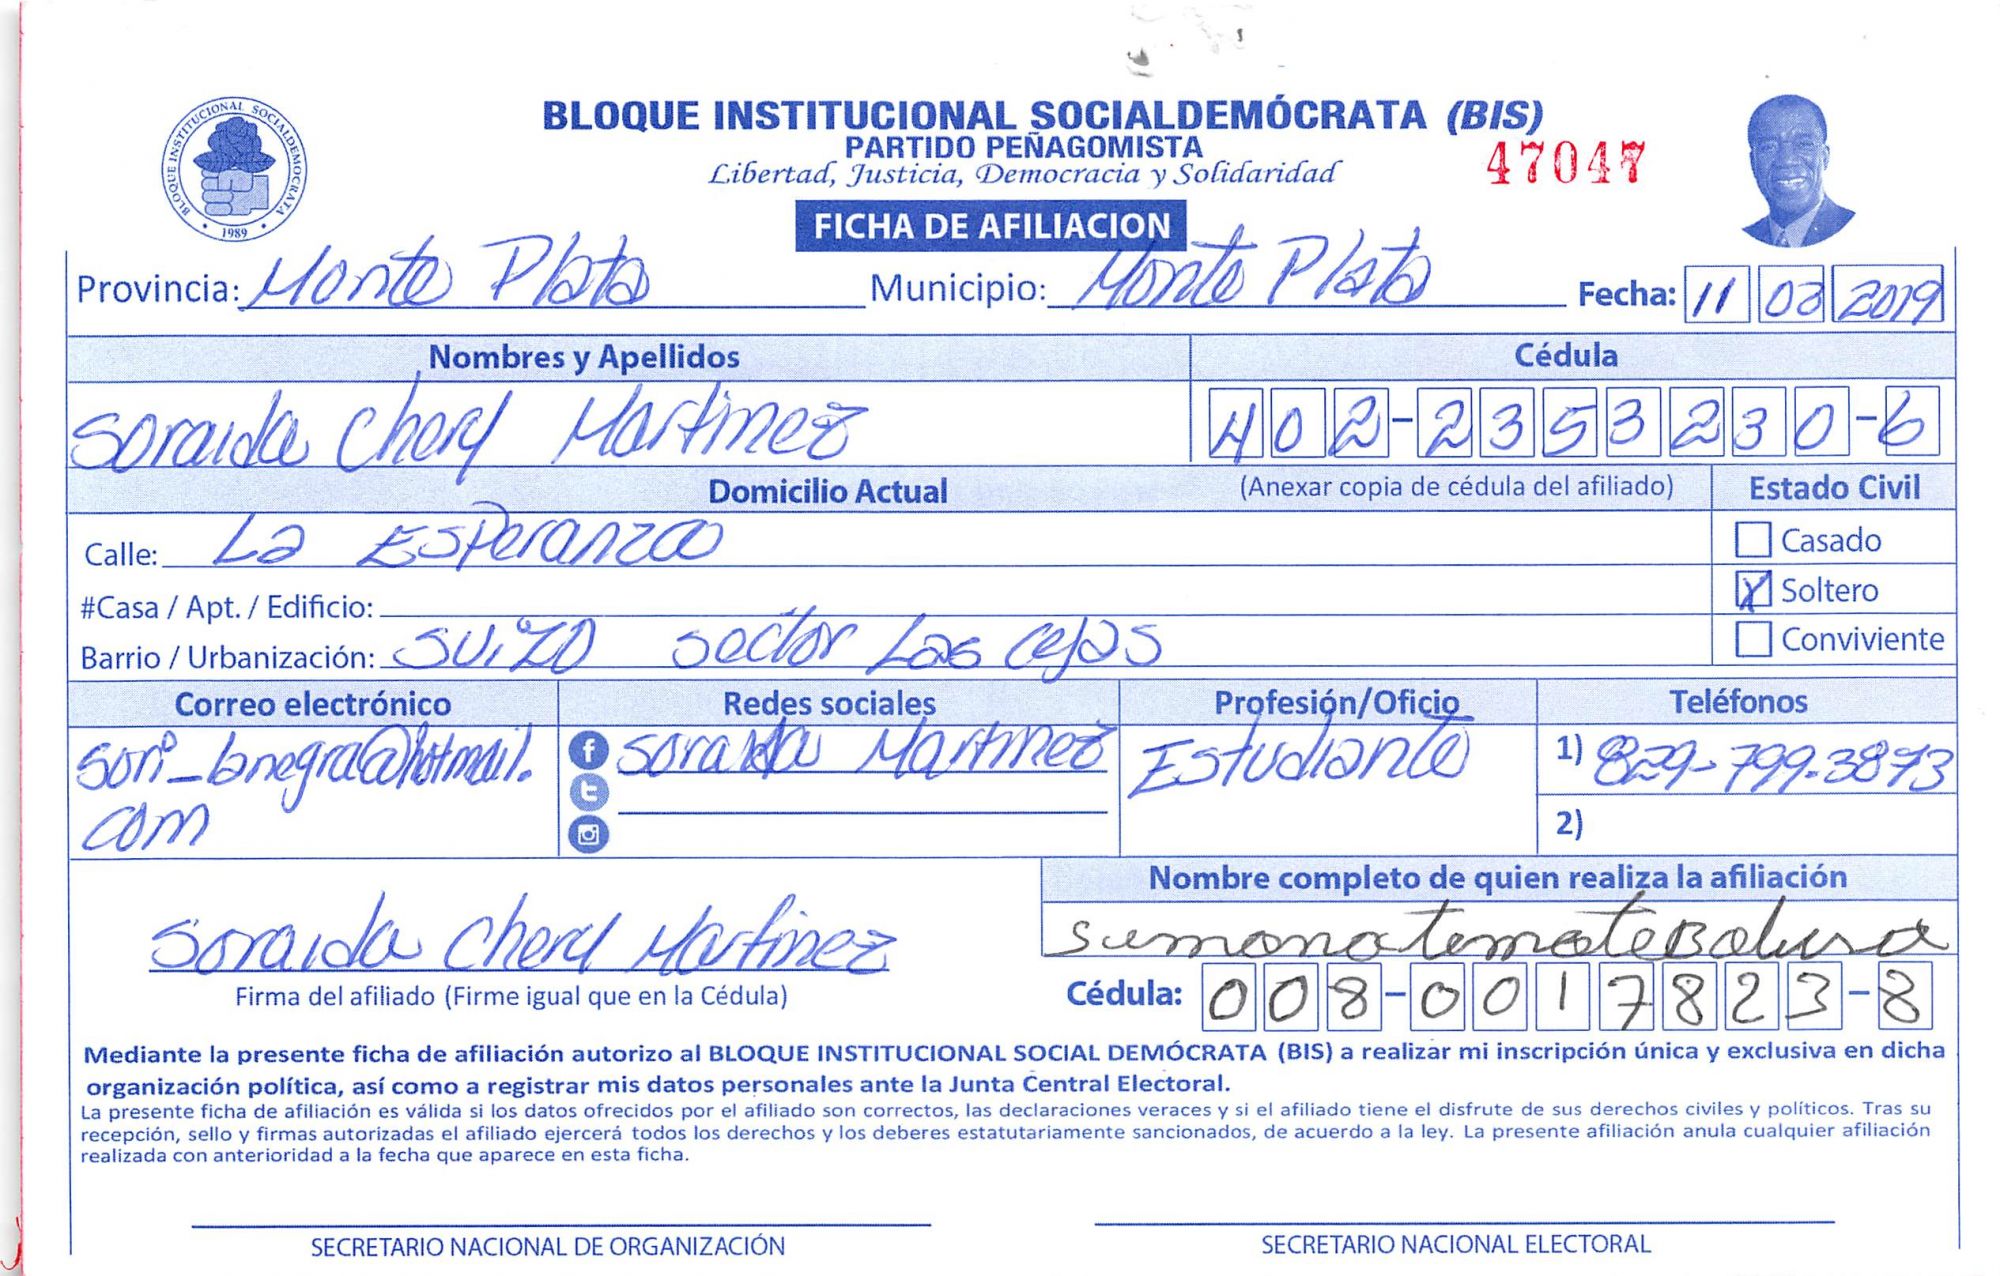 BLOQUE INSTITUCIONAL SOCIALDEMOCRATA
1989
BLOQUE INSTITUCIONAL SOCIALDEMÓCRATA (BIS)
PARTIDO PEÑAGOMISTA
Libertad, Justicia, Democracia y Solidaridad
47047
FICHA DE AFILIACION
Provincia: Monte Plata Municipio: Monte Plata Fecha: 11 02 2019
Nombres y Apellidos Cédula
Soraida Chery Martinez 402-2353230-6
Domicilio Actual (Anexar copia de cédula del afiliado) Estado Civil
Calle: La Esperanza Casado
#Casa / Apt. / Edificio: X Soltero
Barrio / Urbanización: Suizo Sector Las Cejas Conviviente
Correo electrónico Redes sociales Profesión/Oficio Teléfonos
sori_lanegra@hotmail. Soraida Martinez Estudiante 1) 829-799-3873
com 2)
Nombre completo de quien realiza la afiliación
Soraida Chery Martinez
Firma del afiliado (Firme igual que en la Cédula) Cédula: 008-0017823-8
Mediante la presente ficha de afiliación autorizo al BLOQUE INSTITUCIONAL SOCIAL DEMÓCRATA (BIS) a realizar mi inscripción única y exclusiva en dicha
organización política, así como a registrar mis datos personales ante la Junta Central Electoral.
La presente ficha de afiliación es válida si los datos ofrecidos por el afiliado son correctos, las declaraciones veraces y si el afiliado tiene el disfrute de sus derechos civiles y políticos. Tras su
recepción, sello y firmas autorizadas el afiliado ejercerá todos los derechos y los deberes estatutariamente sancionados, de acuerdo a la ley. La presente afiliación anula cualquier afiliación
realizada con anterioridad a la fecha que aparece en esta ficha.
SECRETARIO NACIONAL DE ORGANIZACIÓN SECRETARIO NACIONAL ELECTORAL